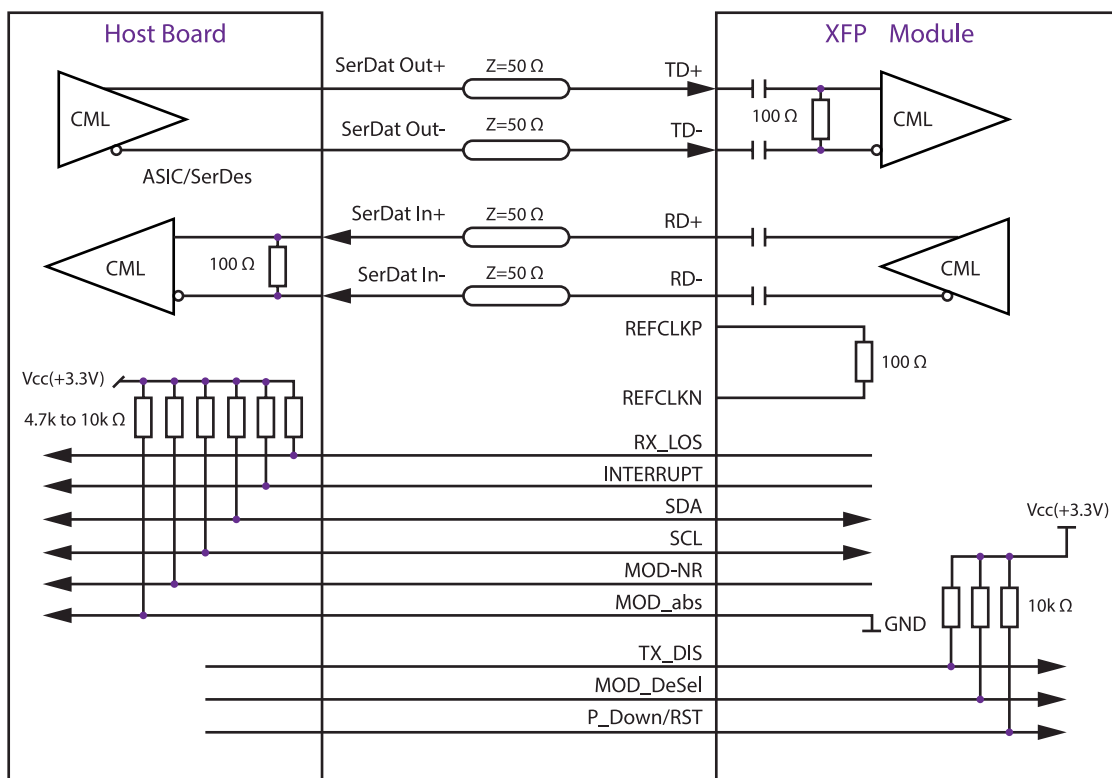 Host Board
XFP Module
SerDat Out+
Z=50 Ω
TD+
CML
100 Ω
CML
SerDat Out-
Z=50 Ω
TD-
ASIC/SerDes
SerDat In+
Z=50 Ω
RD+
CML
100 Ω
SerDat In-
Z=50 Ω
RD-
CML
REFCLKP
100 Ω
REFCLKN
Vcc(+3.3V)
4.7k to 10k Ω
RX_LOS
INTERRUPT
SDA
SCL
MOD-NR
MOD_abs
GND
Vcc(+3.3V)
10k Ω
TX_DIS
MOD_DeSel
P_Down/RST